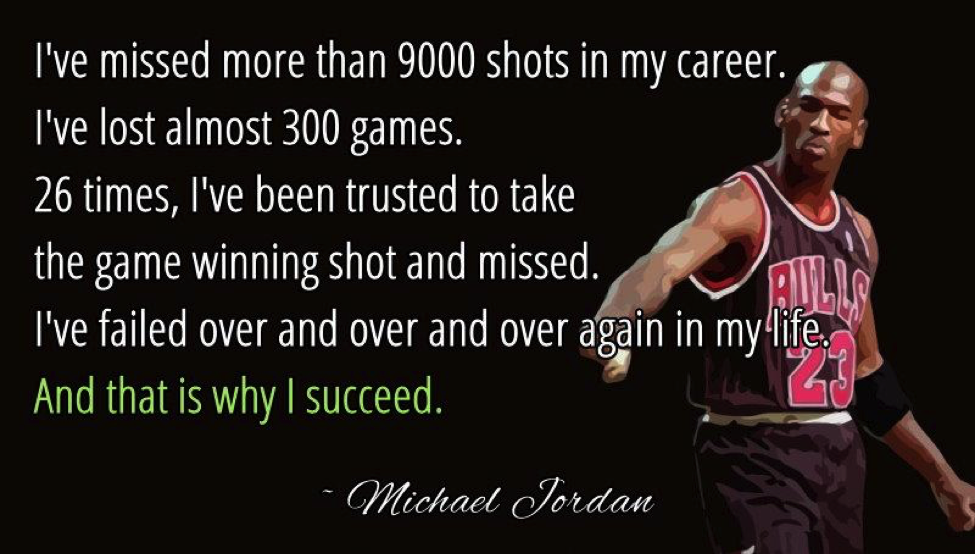 I've missed more than 9000 shots in my career.
I've lost almost 300 games.
26 times, I've been trusted to take
the game winning shot and missed.
I've failed over and over and over again in my life.
And that is why I succeed.
~ Michael Jordan
BULLS
23